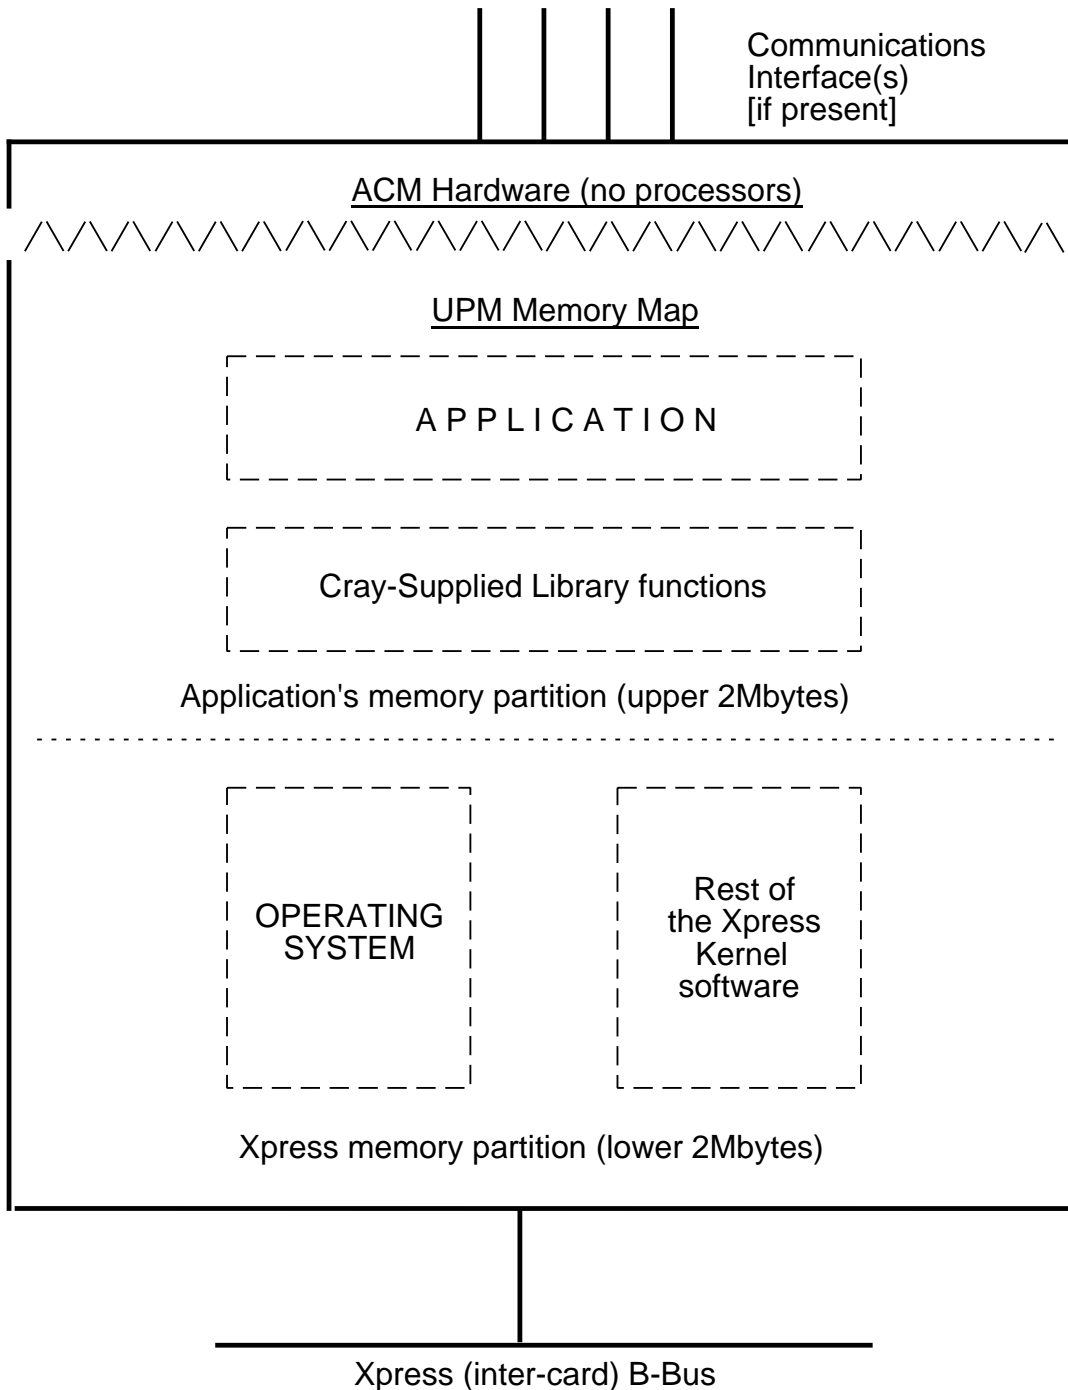 Communications
Interface(s)
[if present]
ACM Hardware (no processors)
UPM Memory Map
A P P L I C A T I O N
Cray-Supplied Library functions
Application's memory partition (upper 2Mbytes)
OPERATING
SYSTEM
Rest of
the Xpress
Kernel
software
Xpress memory partition (lower 2Mbytes)
Xpress (inter-card) B-Bus